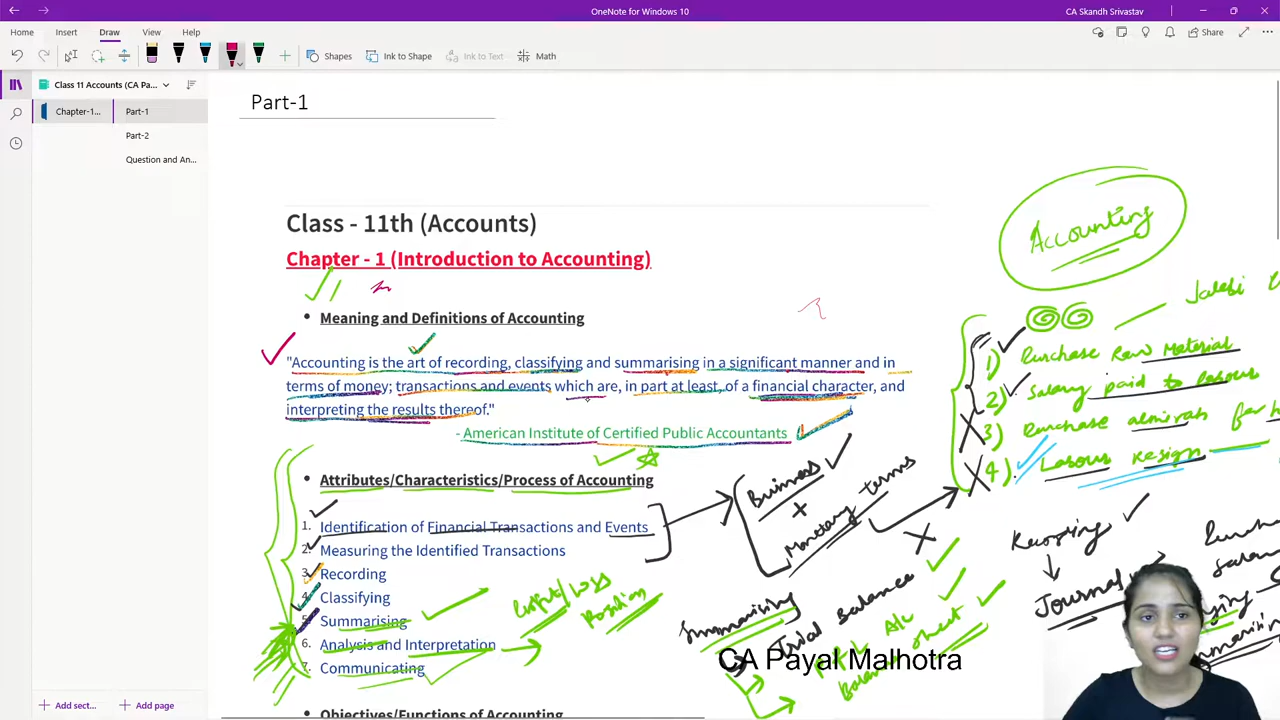 OneNote for Windows 10
CA Skandh Srivastav
Home Insert Draw View Help
Share
Shapes
Ink to Shape
Ink to Text
Math
Class 11 Accounts (CA Pa...
Chapter-1...
Part-1
Part-2
Question and An...
Part-1
Class - 11th (Accounts)
Chapter - 1 (Introduction to Accounting)
• Meaning and Definitions of Accounting
"Accounting is the art of recording, classifying and summarising in a significant manner and in
terms of money; transactions and events which are, in part at least, of a financial character, and
interpreting the results thereof."
- American Institute of Certified Public Accountants
• Attributes/Characteristics/Process of Accounting
1. Identification of Financial Transactions and Events
2. Measuring the Identified Transactions
3. Recording
4. Classifying
5. Summarising
6. Analysis and Interpretation
7. Communicating
• Objectives/Functions of Accounting
Business
+
Monetary terms
Profit/Loss
Position
Summarising
Trial Balance
P&L A/c
Balance sheet
Accounting
Jalebi
1) Purchase Raw Material
2) Salary paid to labour
3) Purchase almirah for
4) Labour resign
Recording
Journal
CA Payal Malhotra
+ Add sect...
+ Add page